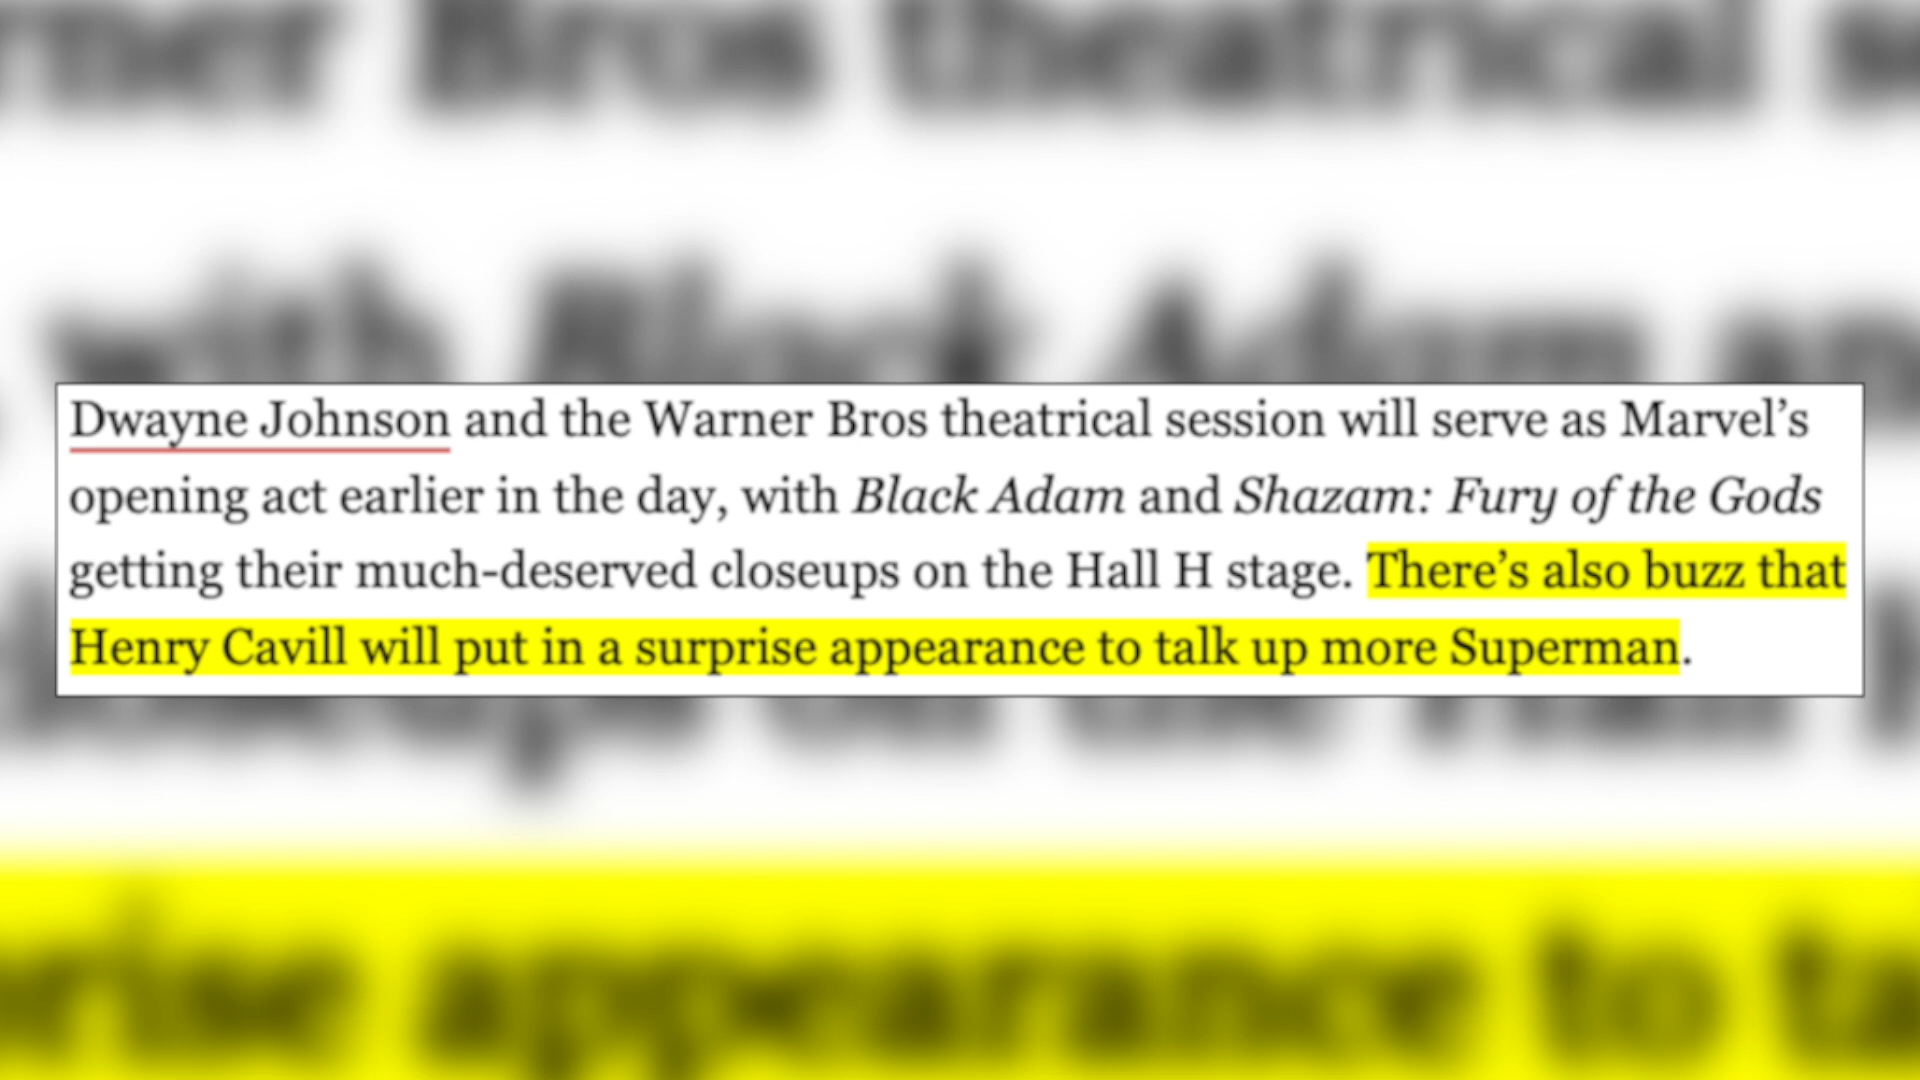 Dwayne Johnson and the Warner Bros theatrical session will serve as Marvel’s
opening act earlier in the day, with Black Adam and Shazam: Fury of the Gods
getting their much-deserved closeups on the Hall H stage. There’s also buzz that
Henry Cavill will put in a surprise appearance to talk up more Superman.